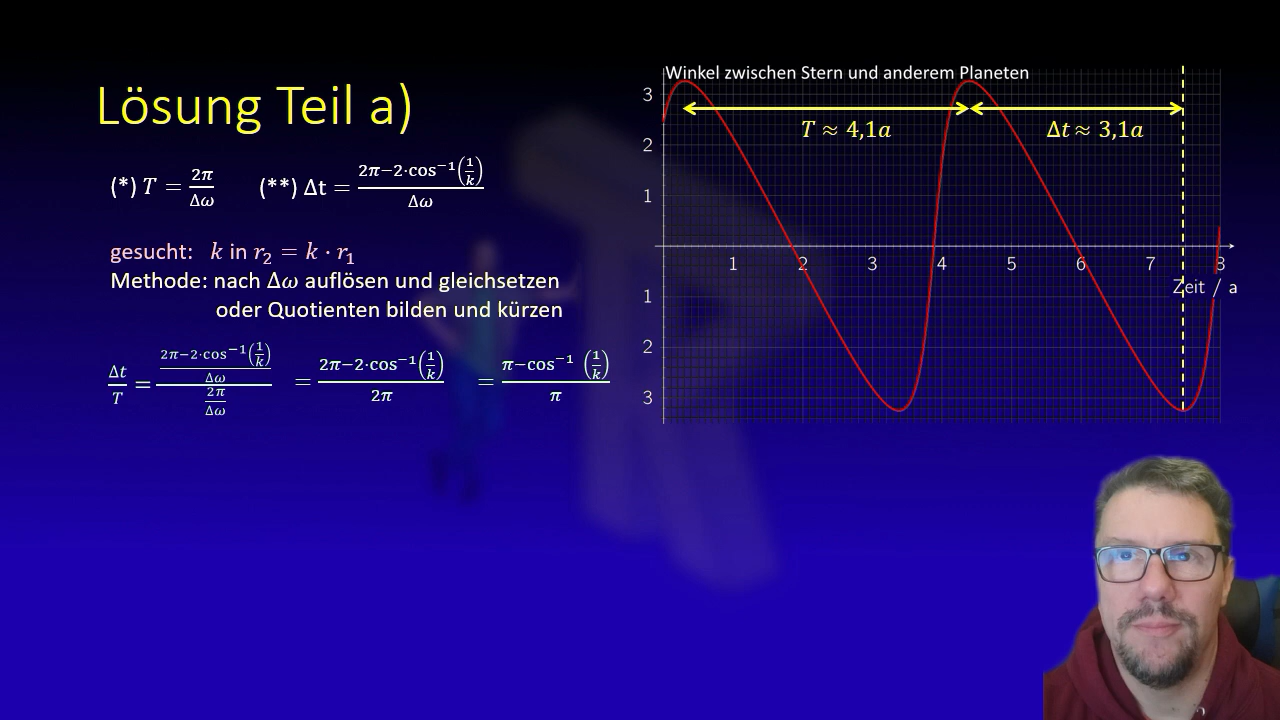 Lösung Teil a)
(*) T = 2π/Δω (**) Δt = (2π−2·cos⁻¹(1/k))/Δω
gesucht: k in r₂ = k · r₁
Methode: nach Δω auflösen und gleichsetzen
oder Quotienten bilden und kürzen
Δt/T = ((2π−2·cos⁻¹(1/k))/Δω)/(2π/Δω) = (2π−2·cos⁻¹(1/k))/2π = (π−cos⁻¹(1/k))/π
Winkel zwischen Stern und anderem Planeten
3
T ≈ 4,1a Δt ≈ 3,1a
2
1
1 2 3 4 5 6 7 8
Zeit / a
1
2
3